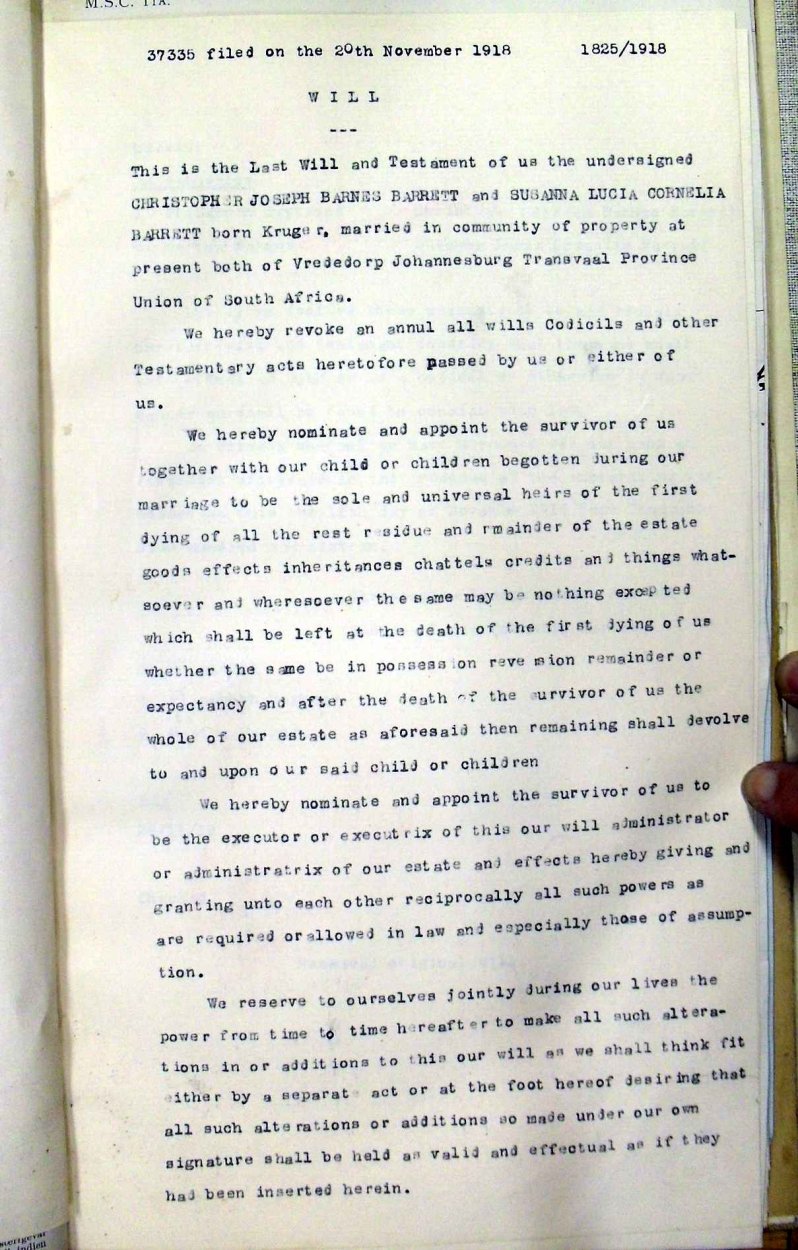 M.S.C. 11A.
37335 filed on the 20th November 1918 1825/1918
W I L L
---
This is the Last Will and Testament of us the undersigned
CHRISTOPHER JOSEPH BARNES BARRETT and SUSANNA LUCIA CORNELIA
BARRETT born Kruger, married in community of property at
present both of Vrededorp Johannesburg Transvaal Province
Union of South Africa.
We hereby revoke an annul all wills Codicils and other
Testamentary acts heretofore passed by us or either of
us.
We hereby nominate and appoint the survivor of us
together with our child or children begotten during our
marriage to be the sole and universal heirs of the first
dying of all the rest residue and rmainder of the estate
goods effects inheritances chattels credits and things what-
soever and wheresoever the same may be nothing excepted
which shall be left at the death of the first dying of us
whether the same be in possession revemsion remainder or
expectancy and after the death of the survivor of us the
whole of our estate as aforesaid then remaining shall devolve
to and upon our said child or children
We hereby nominate and appoint the survivor of us to
be the executor or executrix of this our will administrator
or administratrix of our estate and effects hereby giving and
granting unto each other reciprocally all such powers as
are required or allowed in law and especially those of assump-
tion.
We reserve to ourselves jointly during our lives the
power from time to time hereafter to make all such altera-
tions in or additions to this our will as we shall think fit
either by a separate act or at the foot hereof desiring that
all such alterations or additions so made under our own
signature shall be held as valid and effectual as if they
had been inserted herein.